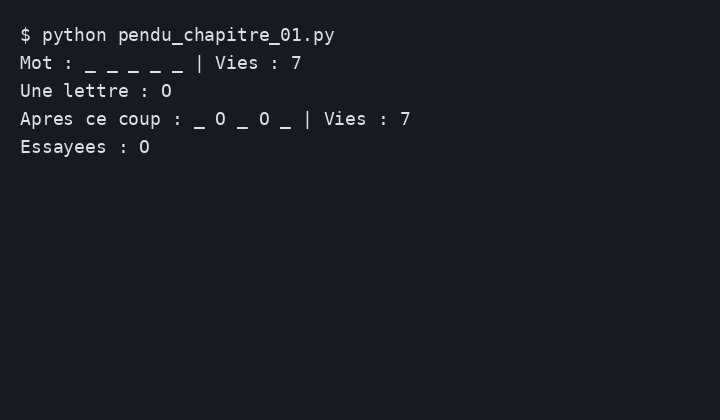 $ python pendu_chapitre_01.py
Mot : _ _ _ _ _ | Vies : 7
Une lettre : O
Apres ce coup : _ O _ O _ | Vies : 7
Essayees : O